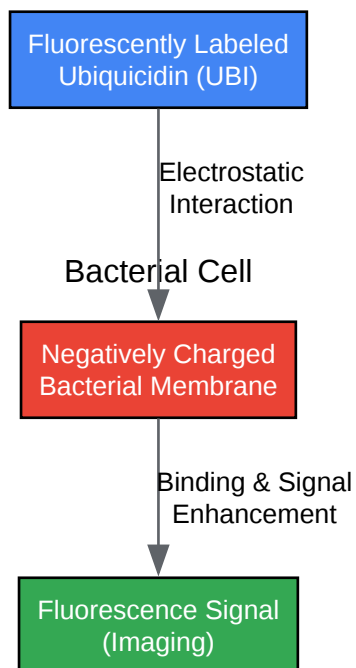 Fluorescently Labeled
Ubiquicidin (UBI)
Electrostatic
Interaction
Bacterial Cell
Negatively Charged
Bacterial Membrane
Binding & Signal
Enhancement
Fluorescence Signal
(Imaging)